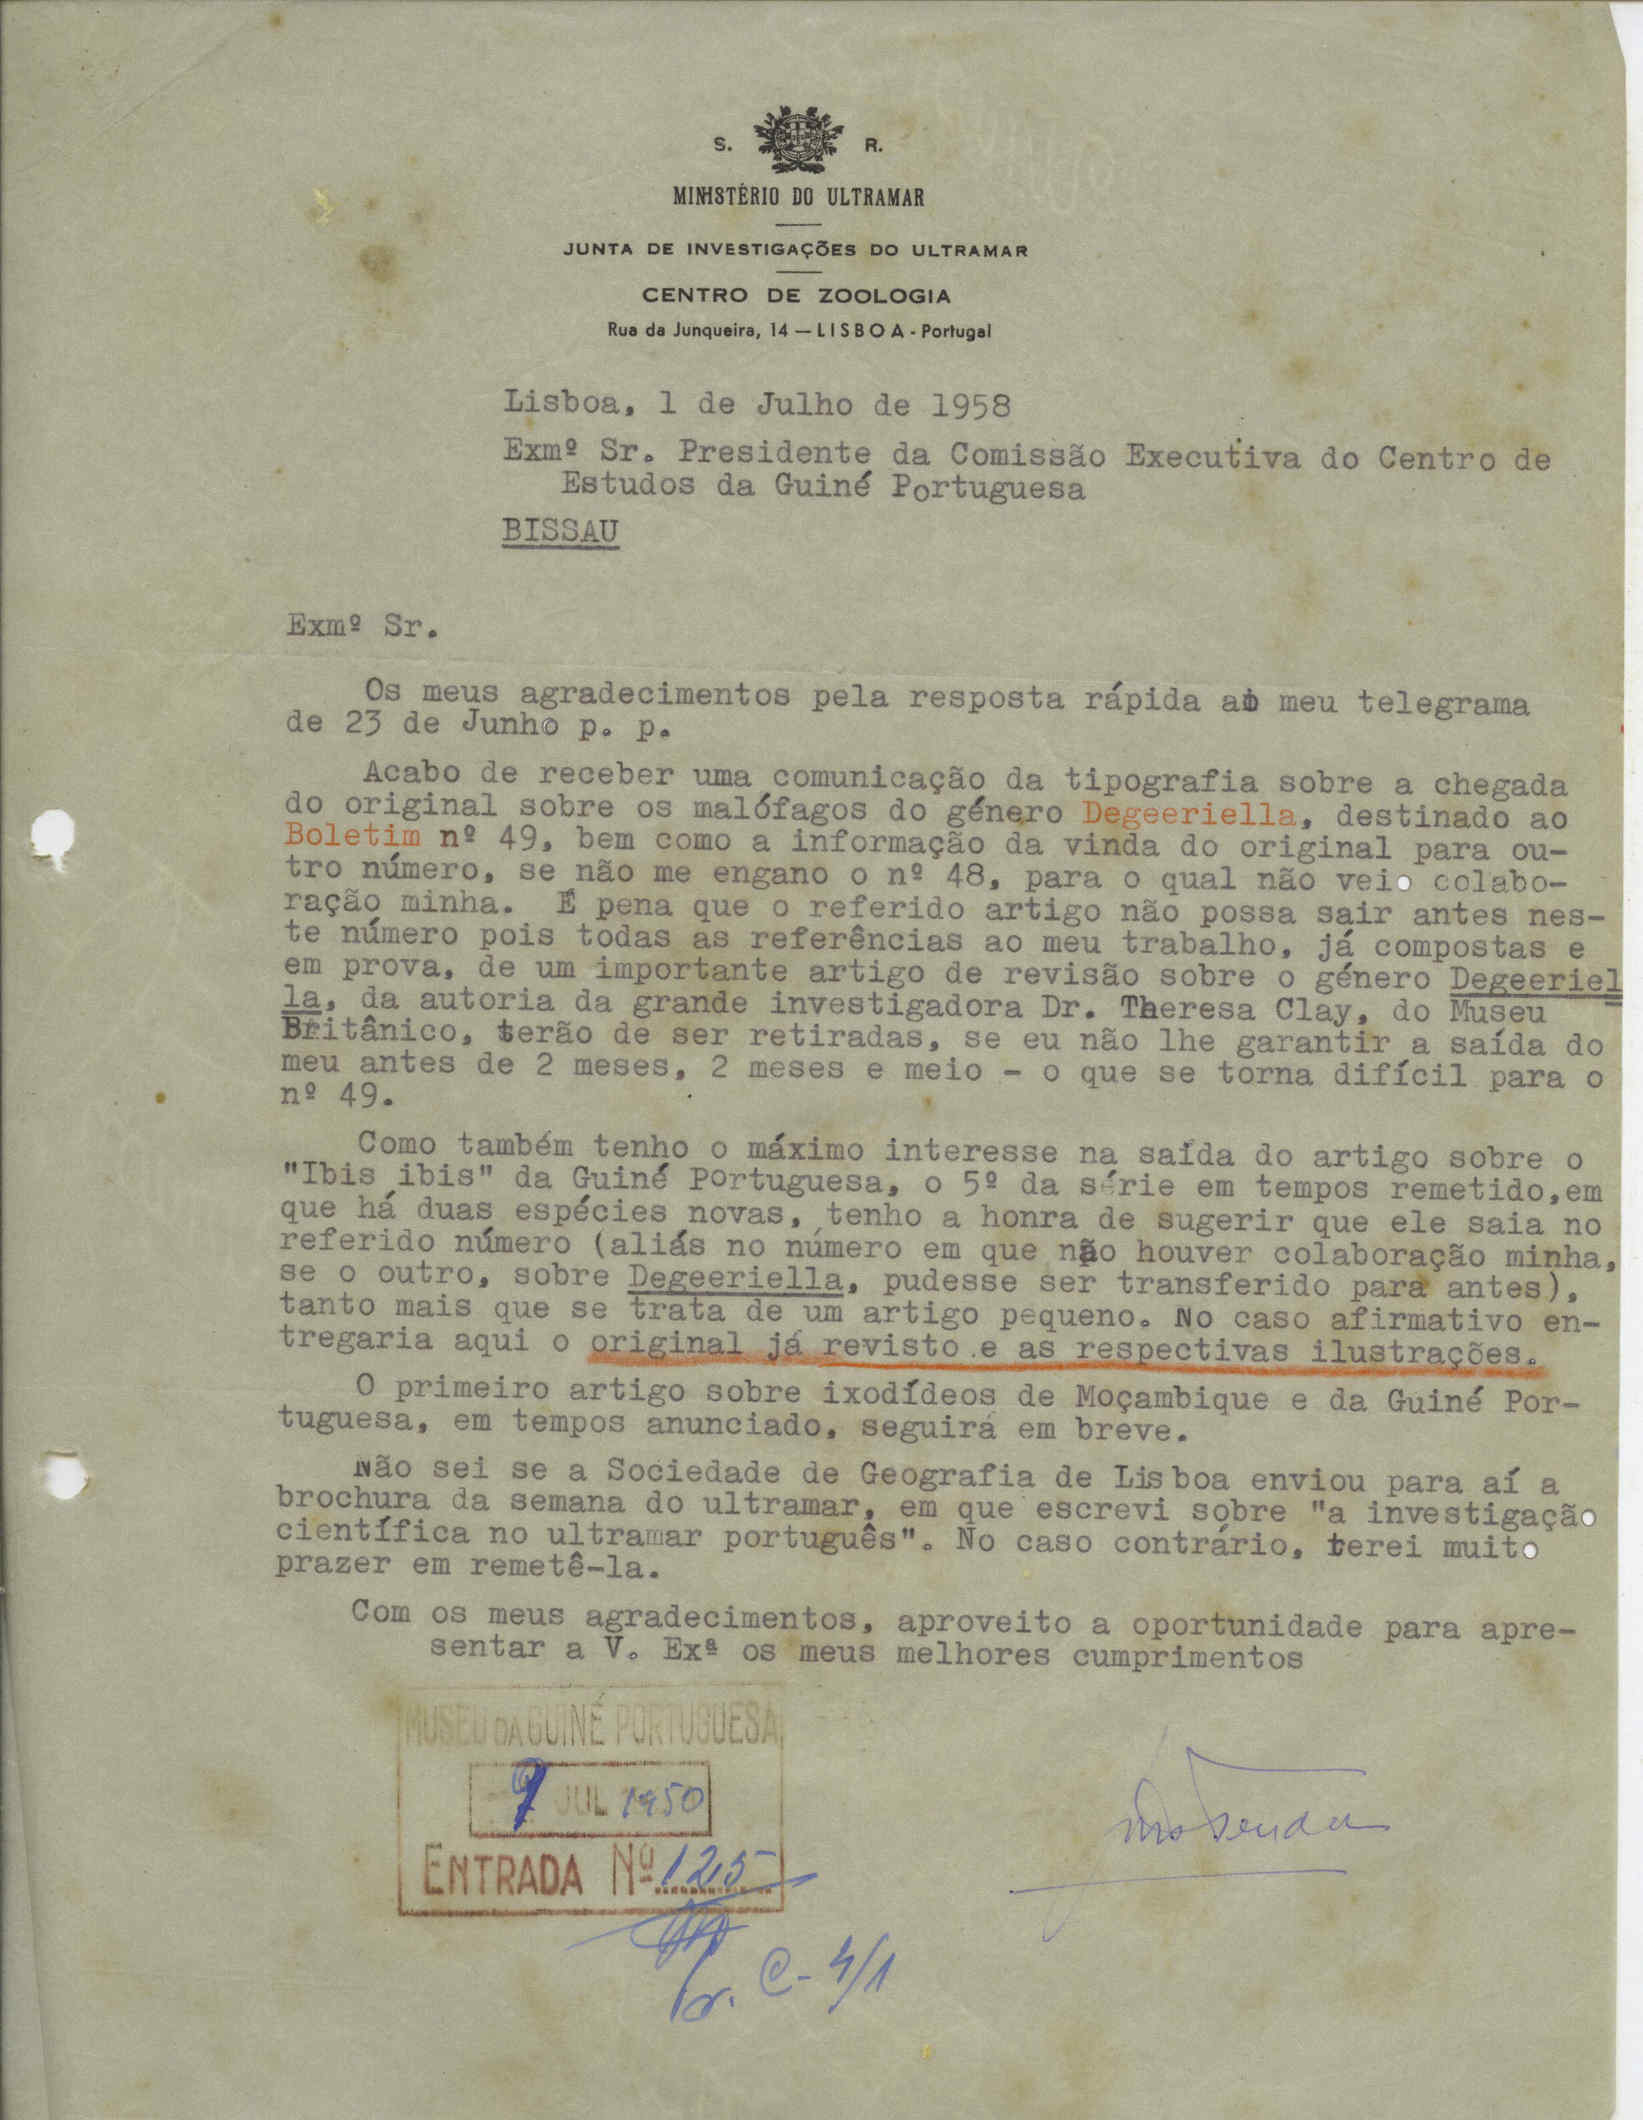 S. R.
MINISTÉRIO DO ULTRAMAR
JUNTA DE INVESTIGAÇÕES DO ULTRAMAR
CENTRO DE ZOOLOGIA
Rua da Junqueira, 14 — LISBOA - Portugal
Lisboa, 1 de Julho de 1958
Exmº Sr. Presidente da Comissão Executiva do Centro de
Estudos da Guiné Portuguesa
BISSAU
Exmº Sr.
Os meus agradecimentos pela resposta rápida ao meu telegrama
de 23 de Junho p. p.
Acabo de receber uma comunicação da tipografia sobre a chegada
do original sobre os malófagos do género Degeeriella, destinado ao
Boletim nº 49, bem como a informação da vinda do original para ou-
tro número, se não me engano o nº 48, para o qual não veio colabo-
ração minha. É pena que o referido artigo não possa sair antes nes-
te número pois todas as referências ao meu trabalho, já compostas e
em prova, de um importante artigo de revisão sobre o género Degeeriel
la, da autoria da grande investigadora Dr. Theresa Clay, do Museu
Britânico, terão de ser retiradas, se eu não lhe garantir a saída do
meu antes de 2 meses, 2 meses e meio - o que se torna difícil para o
nº 49.
Como também tenho o máximo interesse na saída do artigo sobre o
"Ibis ibis" da Guiné Portuguesa, o 5º da série em tempos remetido,em
que há duas espécies novas, tenho a honra de sugerir que ele saia no
referido número (aliás no número em que não houver colaboração minha,
se o outro, sobre Degeeriella, pudesse ser transferido para antes),
tanto mais que se trata de um artigo pequeno. No caso afirmativo en-
tregaria aqui o original já revisto e as respectivas ilustrações.
O primeiro artigo sobre ixodídeos de Moçambique e da Guiné Por-
tuguesa, em tempos anunciado, seguirá em breve.
Não sei se a Sociedade de Geografia de Lisboa enviou para aí a
brochura da semana do ultramar, em que escrevi sobre "a investigação
científica no ultramar português". No caso contrário, terei muito
prazer em remetê-la.
Com os meus agradecimentos, aproveito a oportunidade para apre-
sentar a V. Exª os meus melhores cumprimentos
MUSEU DA GUINÉ PORTUGUESA
9 JUL 1950
ENTRADA Nº 125
C-4/1